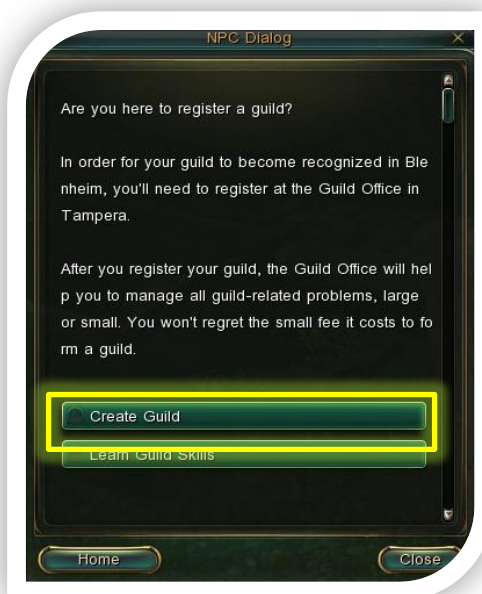 NPC Dialog
Are you here to register a guild?
In order for your guild to become recognized in Ble
nheim, you'll need to register at the Guild Office in
Tampera.
After you register your guild, the Guild Office will hel
p you to manage all guild-related problems, large
or small. You won't regret the small fee it costs to fo
rm a guild.
Create Guild
Learn Guild Skills
Home
Close